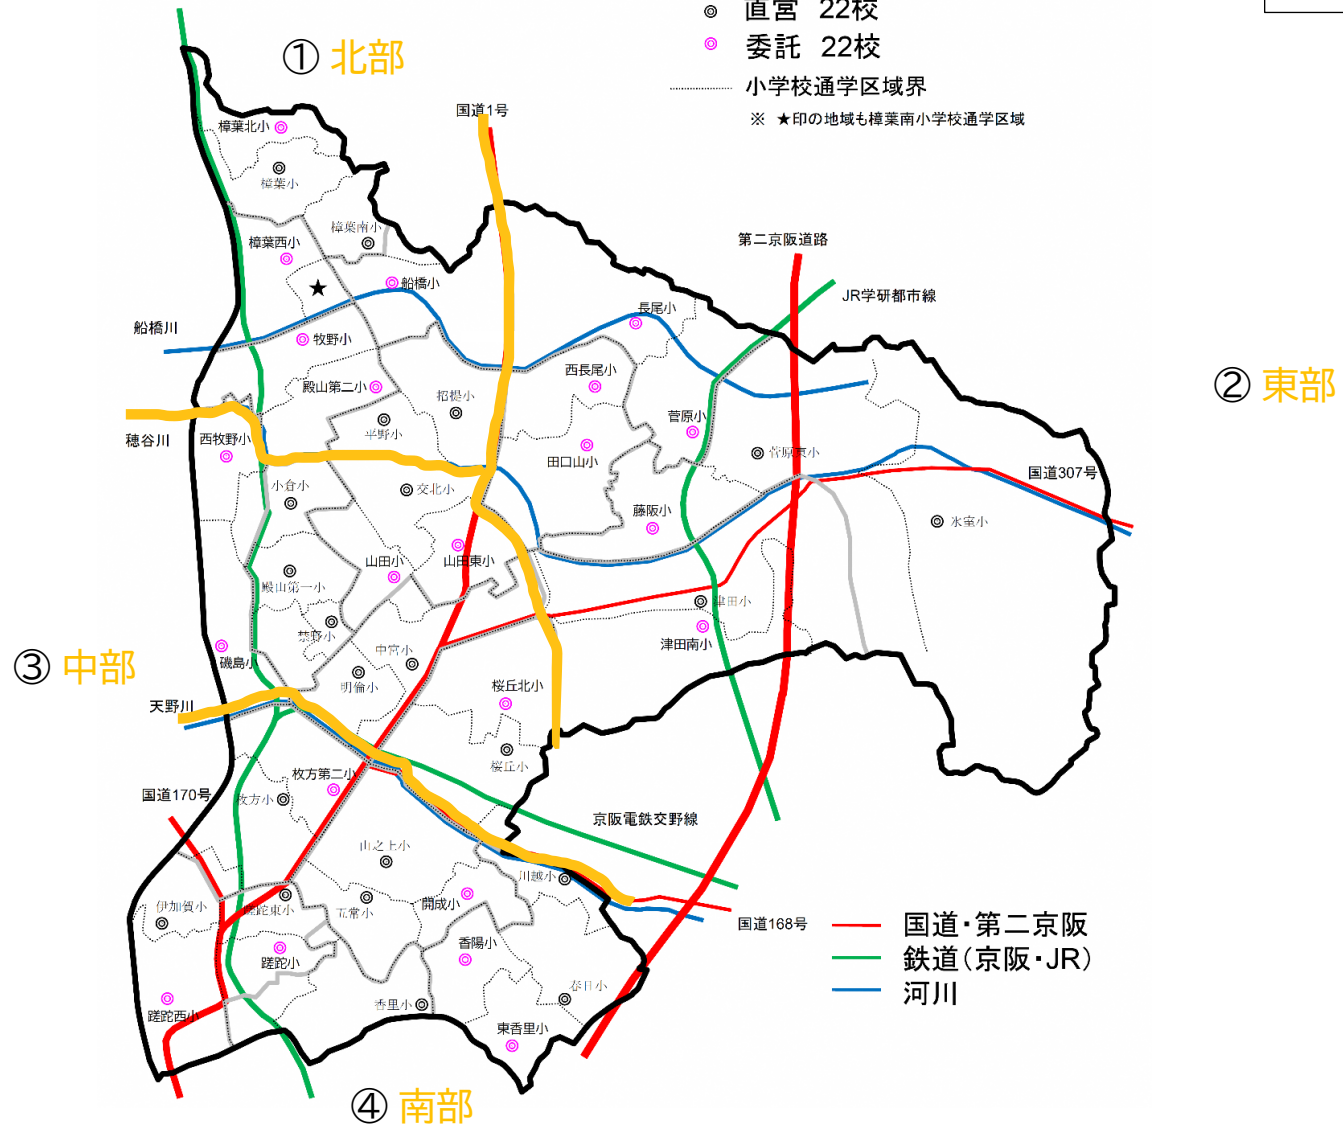 直営 22校
委託 22校
小学校通学区域界
※ ★印の地域も樟葉南小学校通学区域
① 北部
国道1号
樟葉北小
樟葉小
樟葉南小
樟葉西小
★
船橋小
第二京阪道路
JR学研都市線
長尾小
船橋川
牧野小
西長尾小
殿山第二小
招提小
② 東部
菅原小
平野小
穂谷川
西牧野小
田口山小
菅原東小
国道307号
小倉小
交北小
藤阪小
氷室小
山田小
山田東小
殿山第一小
津田小
禁野小
津田南小
中宮小
磯島小
③ 中部
明倫小
桜丘北小
天野川
桜丘小
枚方第二小
国道170号
枚方小
京阪電鉄交野線
山之上小
川越小
蹉跎東小
五常小
開成小
伊加賀小
国道168号
国道・第二京阪
香陽小
蹉跎小
鉄道(京阪・JR)
春日小
河川
香里小
蹉跎西小
東香里小
④ 南部